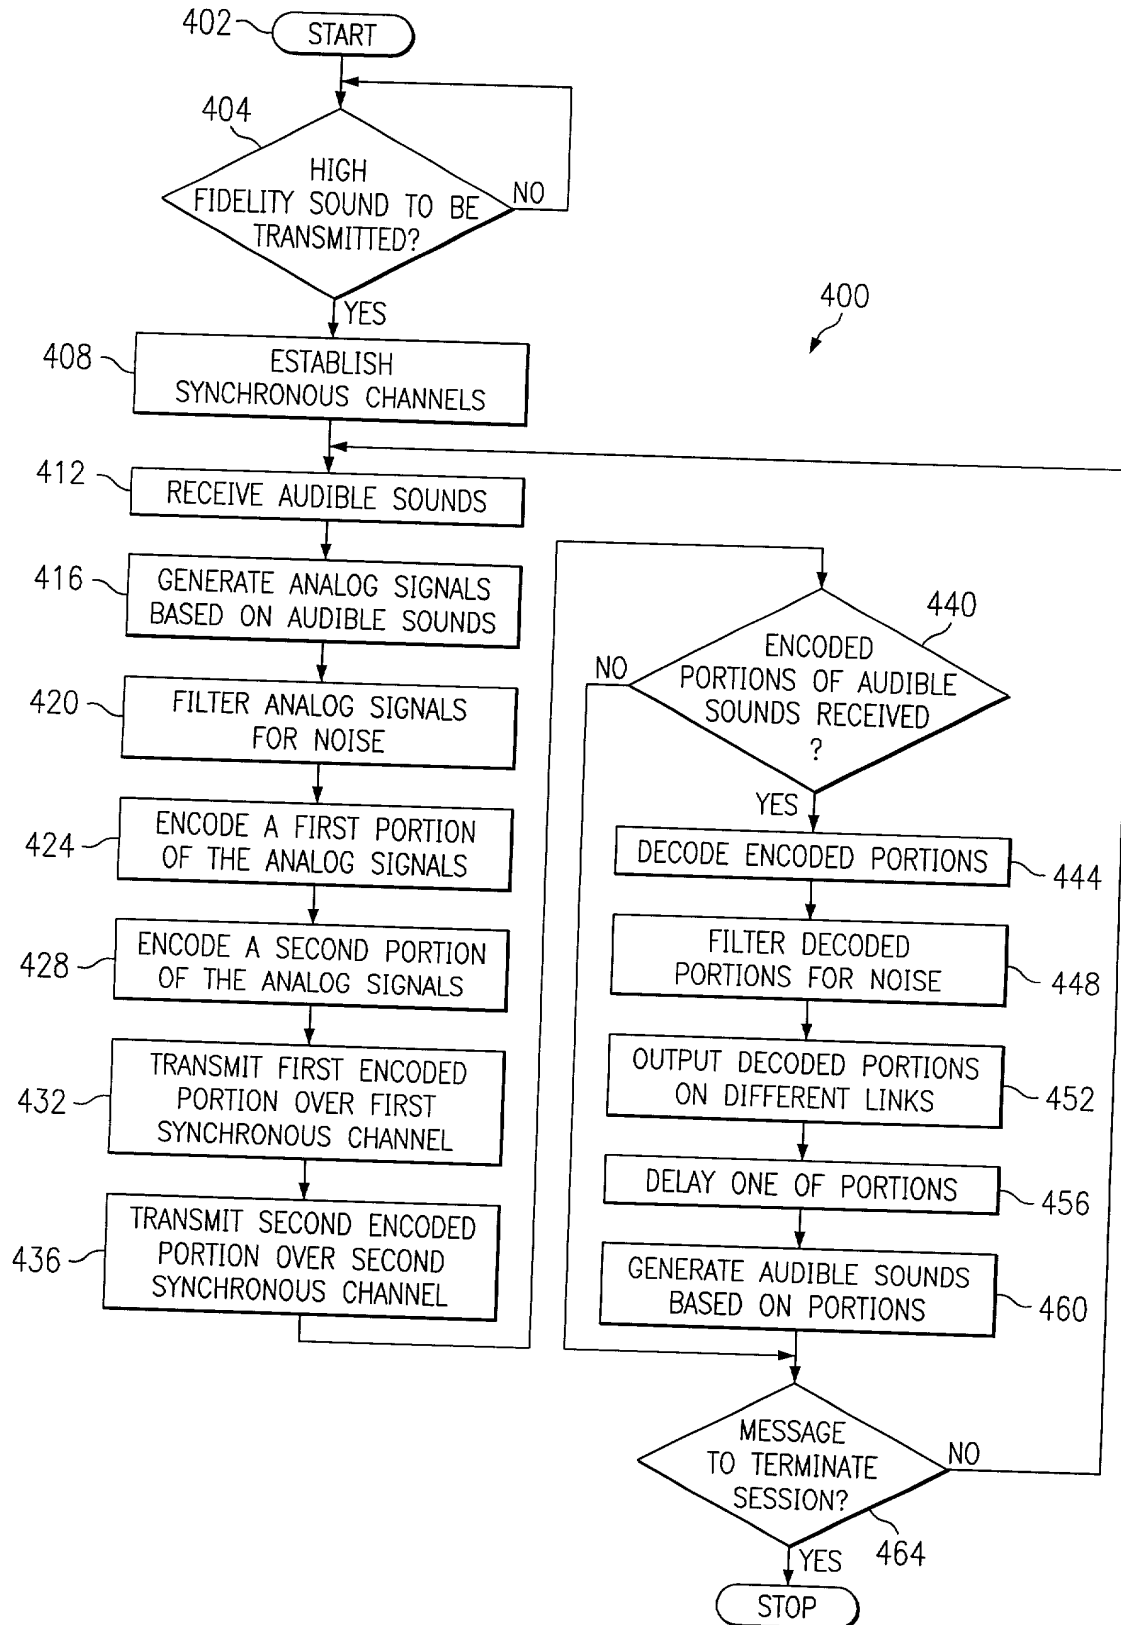 402
START
404
HIGH
FIDELITY SOUND TO BE
TRANSMITTED?
NO
YES
400
408
ESTABLISH
SYNCHRONOUS CHANNELS
412
RECEIVE AUDIBLE SOUNDS
416
GENERATE ANALOG SIGNALS
BASED ON AUDIBLE SOUNDS
420
FILTER ANALOG SIGNALS
FOR NOISE
424
ENCODE A FIRST PORTION
OF THE ANALOG SIGNALS
428
ENCODE A SECOND PORTION
OF THE ANALOG SIGNALS
432
TRANSMIT FIRST ENCODED
PORTION OVER FIRST
SYNCHRONOUS CHANNEL
436
TRANSMIT SECOND ENCODED
PORTION OVER SECOND
SYNCHRONOUS CHANNEL
440
ENCODED
PORTIONS OF AUDIBLE
SOUNDS RECEIVED
?
NO
YES
DECODE ENCODED PORTIONS
444
FILTER DECODED
PORTIONS FOR NOISE
448
OUTPUT DECODED PORTIONS
ON DIFFERENT LINKS
452
DELAY ONE OF PORTIONS
456
GENERATE AUDIBLE SOUNDS
BASED ON PORTIONS
460
MESSAGE
TO TERMINATE
SESSION?
NO
464
YES
STOP